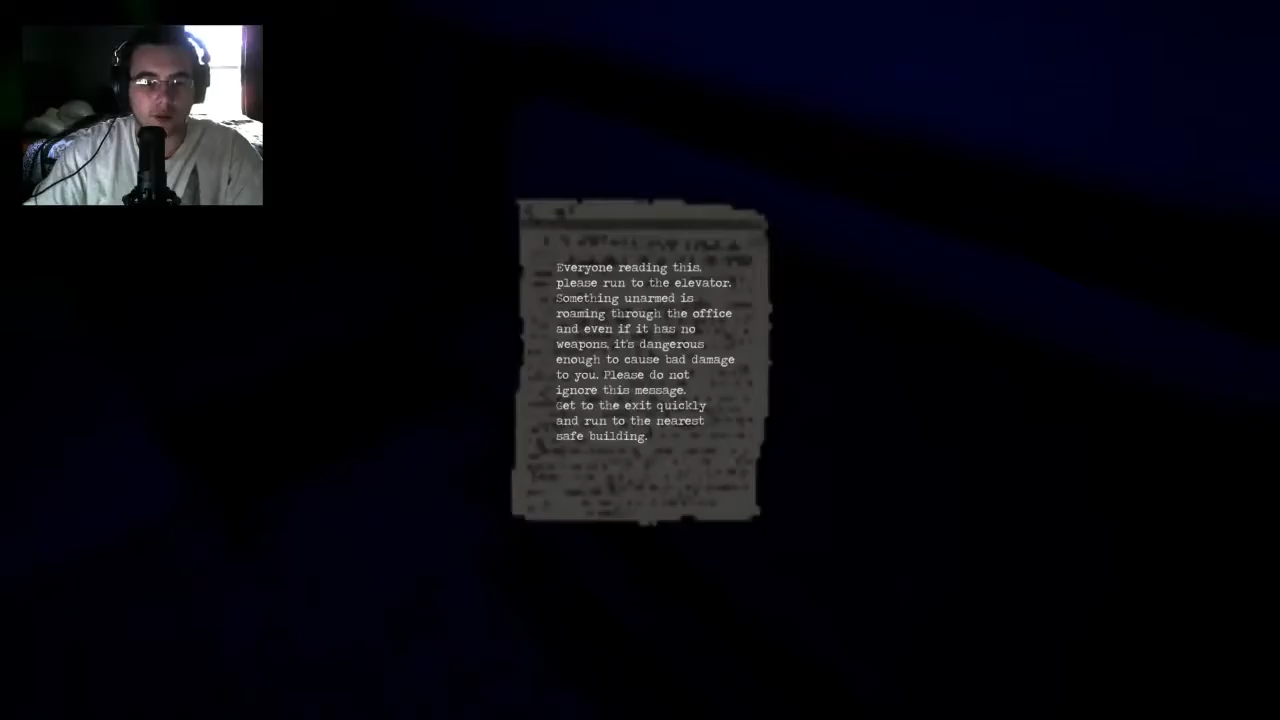 Everyone reading this,
please run to the elevator.
Something unarmed is
roaming through the office
and even if it has no
weapons, it's dangerous
enough to cause bad damage
to you. Please do not
ignore this message.
Get to the exit quickly
and run to the nearest
safe building.